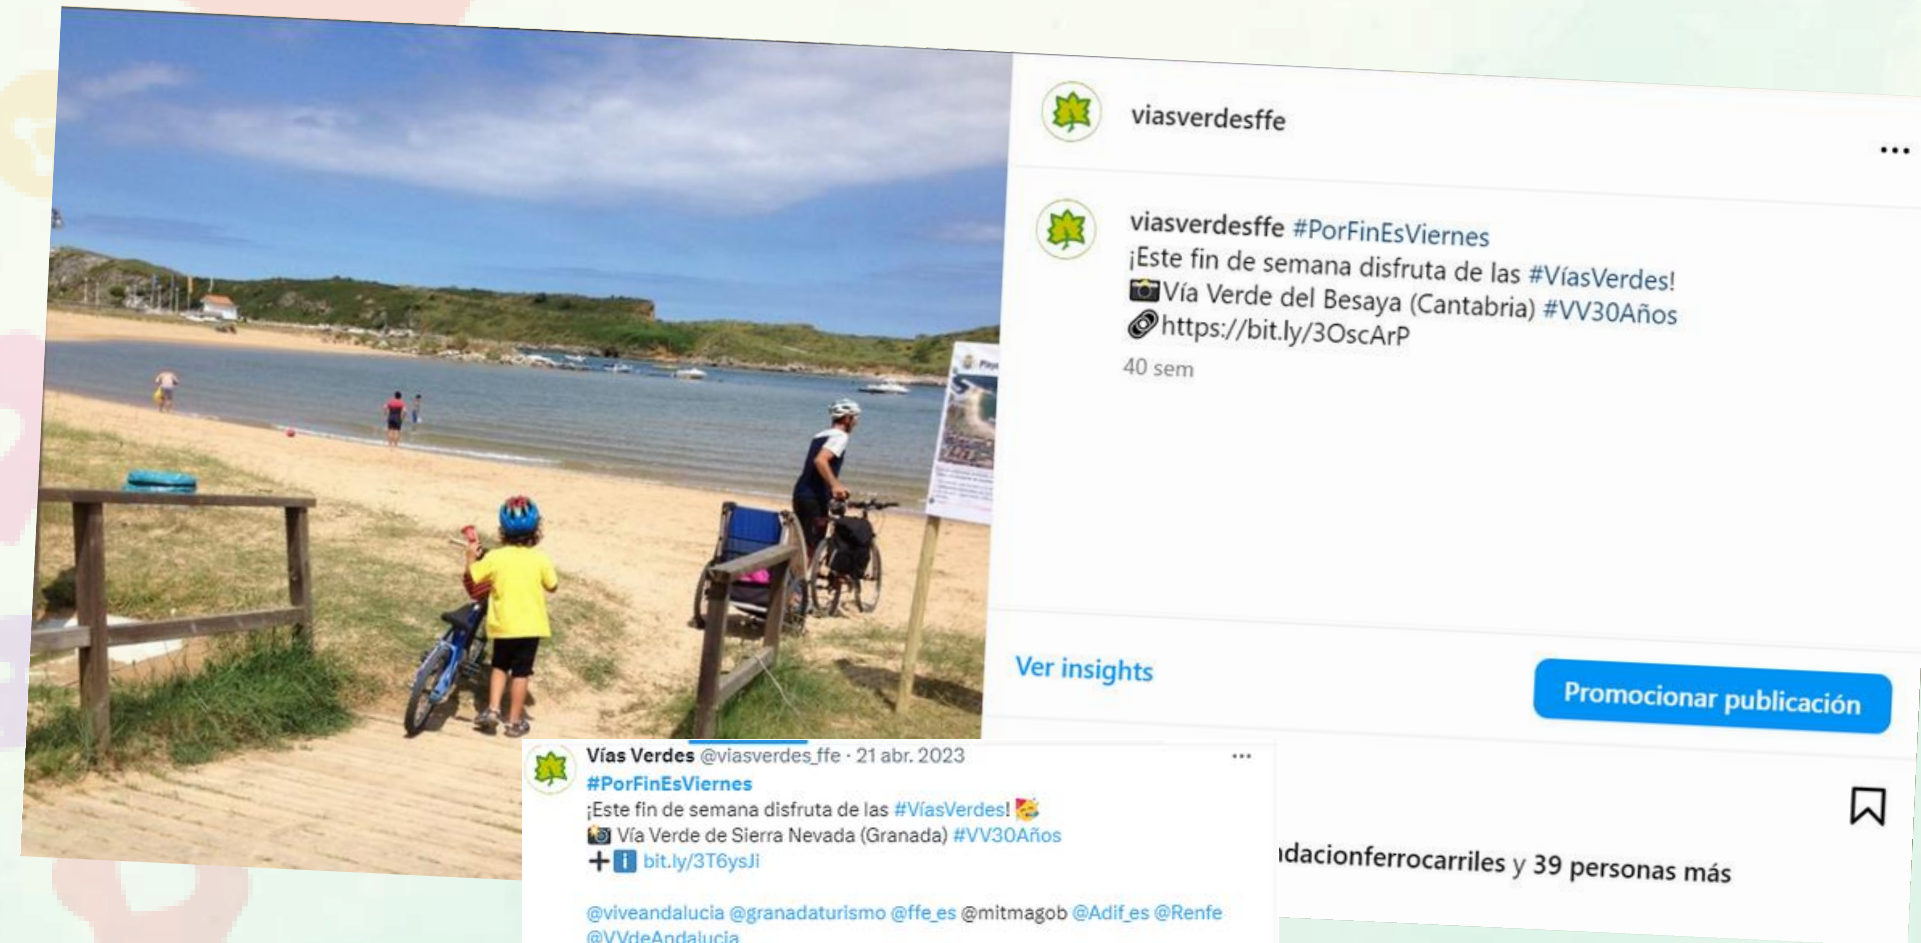 viasverdesffe
viasverdesffe #PorFinEsViernes
¡Este fin de semana disfruta de las #VíasVerdes!
📷Vía Verde del Besaya (Cantabria) #VV30Años
🔗https://bit.ly/3OscArP
40 sem
Ver insights
Promocionar publicación
ndacionferrocarriles y 39 personas más
Vías Verdes @viasverdes_ffe · 21 abr. 2023
#PorFinEsViernes
¡Este fin de semana disfruta de las #VíasVerdes! 🥳
📸 Vía Verde de Sierra Nevada (Granada) #VV30Años
➕ℹ️ bit.ly/3T6ysJi
@viveandalucia @granadaturismo @ffe_es @mitmagob @Adif_es @Renfe
@VVdeAndalucia